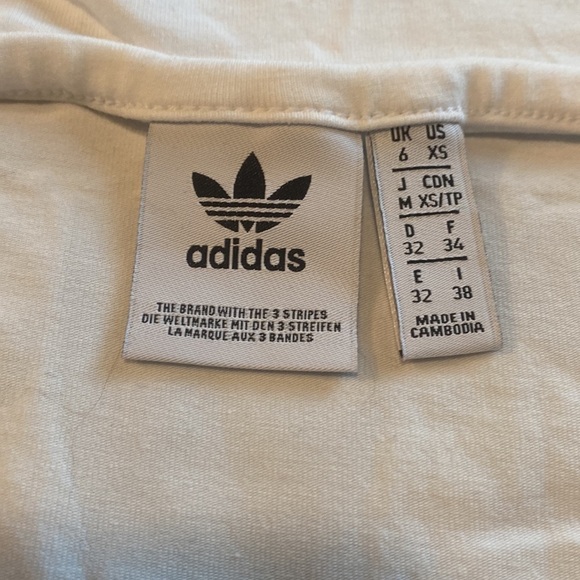 adidas
THE BRAND WITH THE 3 STRIPES
DIE WELTMARKE MIT DEN 3 STREIFEN
LA MARQUE AUX 3 BANDES
UK US
6 XS
J CDN
M XS/TP
D F
32 34
E I
32 38
MADE IN
CAMBODIA